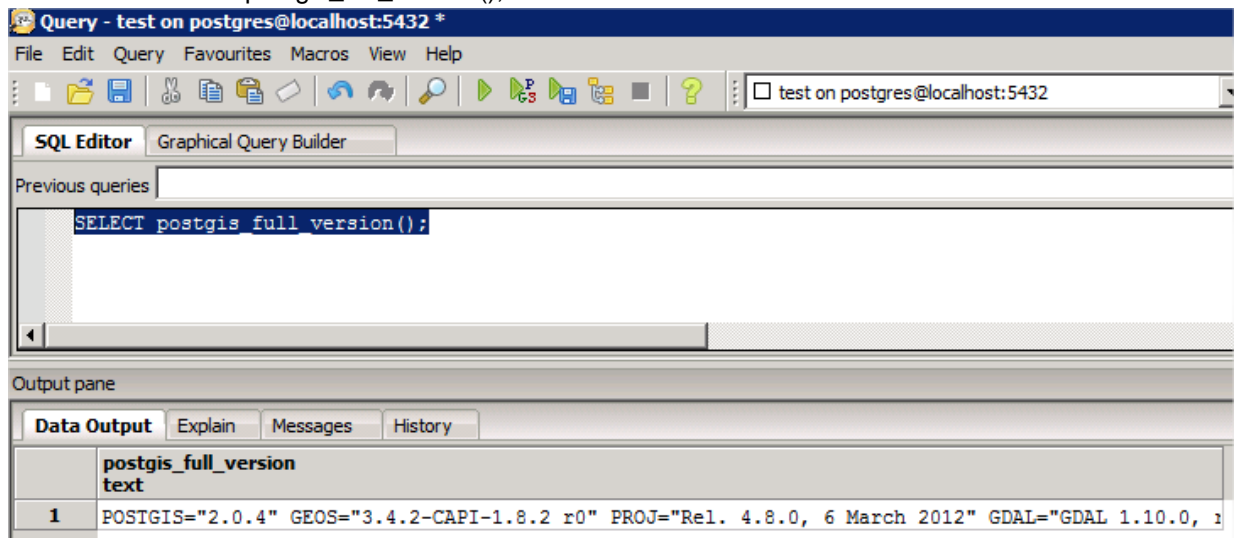 Query - test on postgres@localhost:5432 *
File Edit Query Favourites Macros View Help
test on postgres@localhost:5432
SQL Editor Graphical Query Builder
Previous queries
SELECT postgis_full_version();
Output pane
Data Output Explain Messages History
postgis_full_version
text
1 POSTGIS="2.0.4" GEOS="3.4.2-CAPI-1.8.2 r0" PROJ="Rel. 4.8.0, 6 March 2012" GDAL="GDAL 1.10.0,